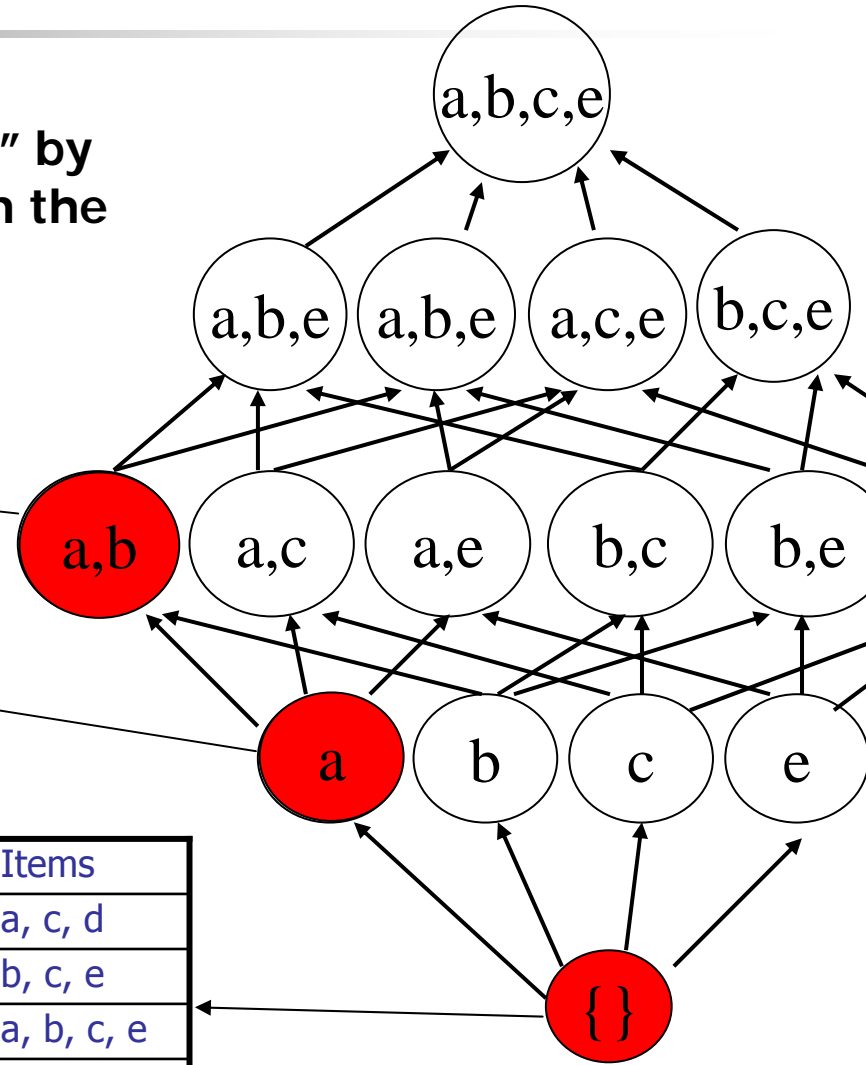 a,b,c,e
” by
n the
a,b,e a,b,e a,c,e b,c,e
a,b a,c a,e b,c b,e
a b c e
Items
a, c, d
b, c, e
a, b, c, e
{}